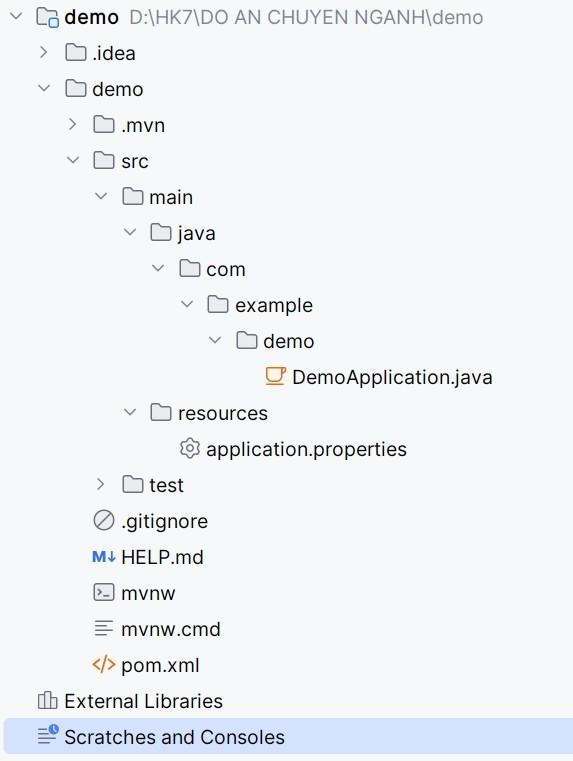 demo D:\HK7\DO AN CHUYEN NGANH\demo
.idea
demo
.mvn
src
main
java
com
example
demo
DemoApplication.java
resources
application.properties
test
.gitignore
M↓ HELP.md
mvnw
mvnw.cmd
pom.xml
External Libraries
Scratches and Consoles